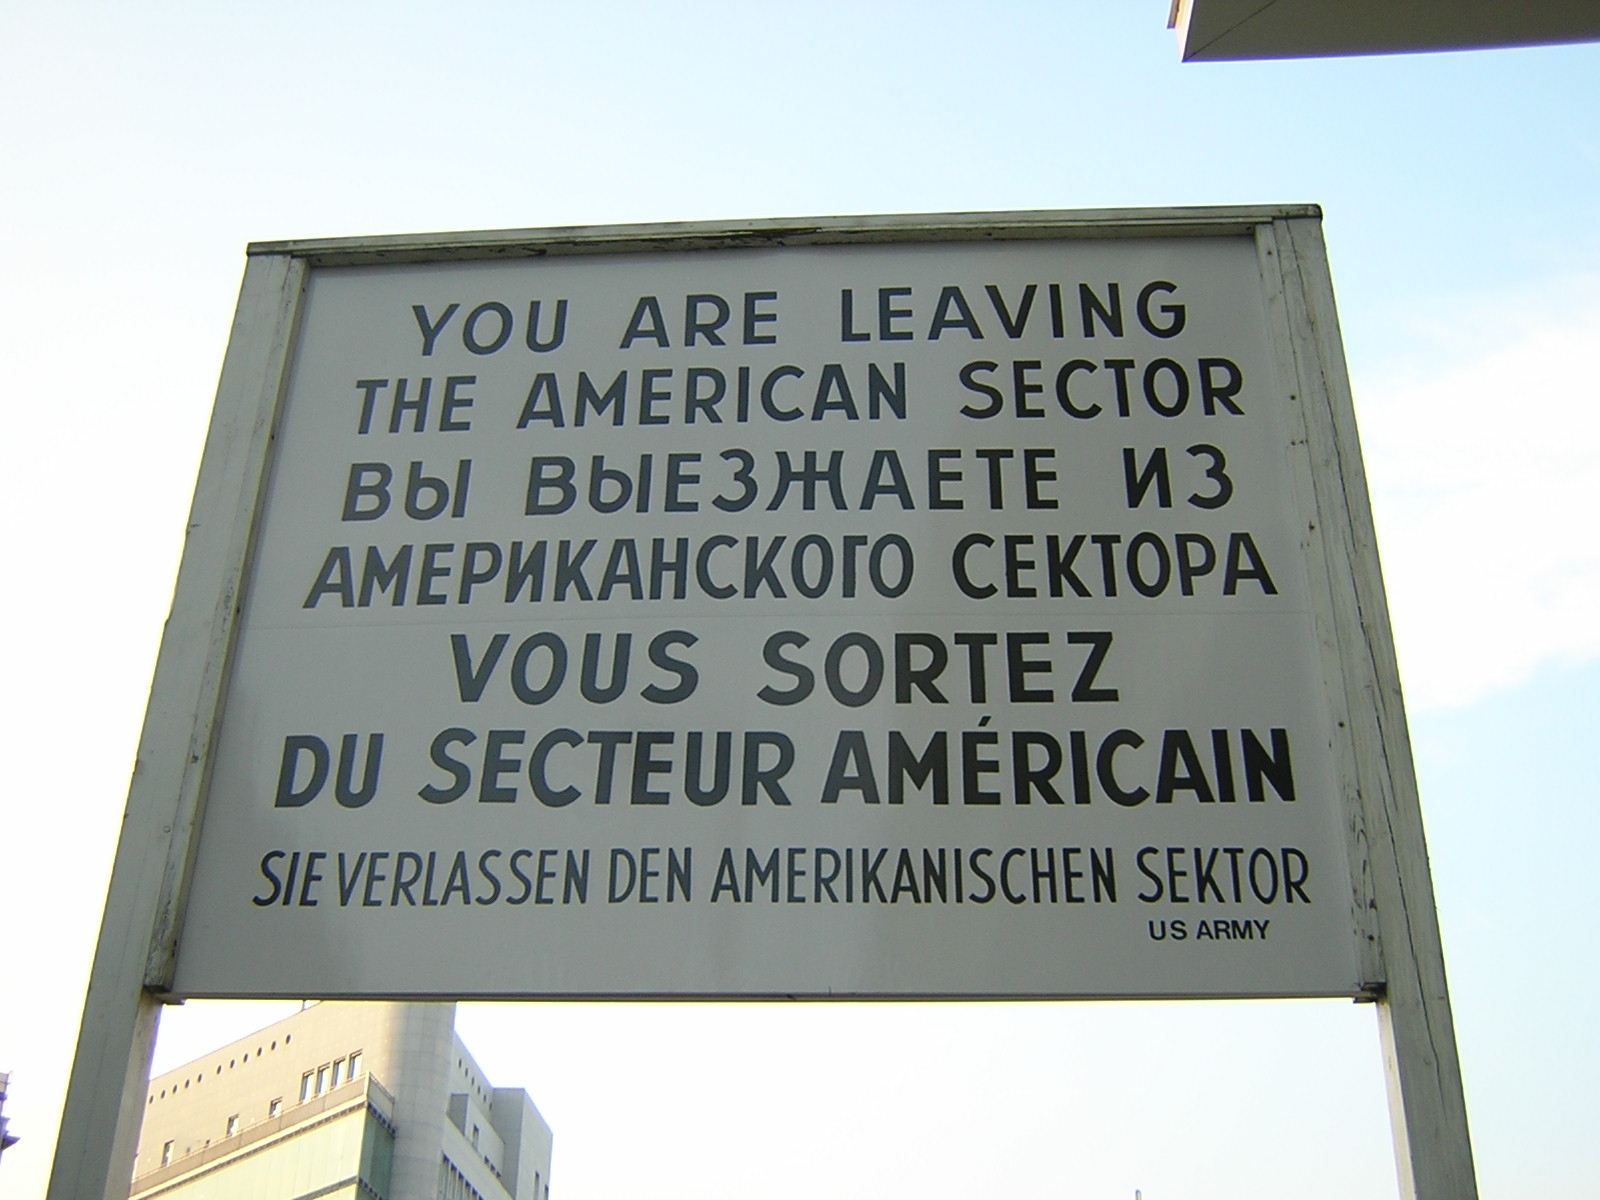 YOU ARE LEAVING
THE AMERICAN SECTOR
ВЫ ВЫЕЗЖАЕТЕ ИЗ
АМЕРИКАНСКОГО СЕКТОРА
VOUS SORTEZ
DU SECTEUR AMÉRICAIN
SIE VERLASSEN DEN AMERIKANISCHEN SEKTOR
US ARMY